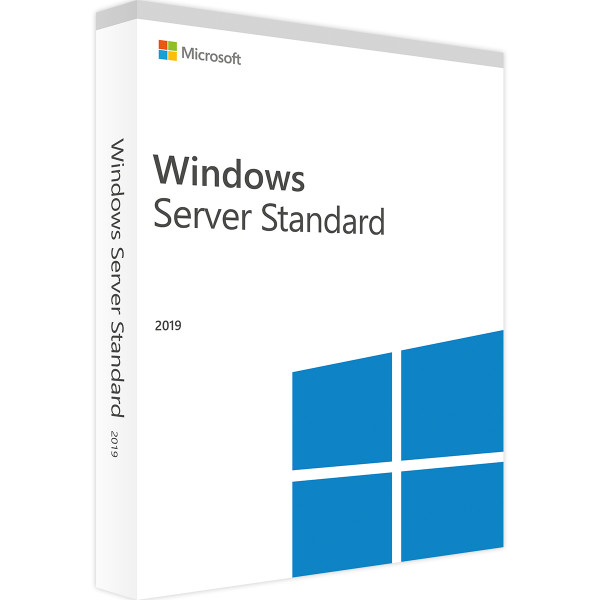 Microsoft
Windows
Server Standard
2019
Windows Server Standard 2019